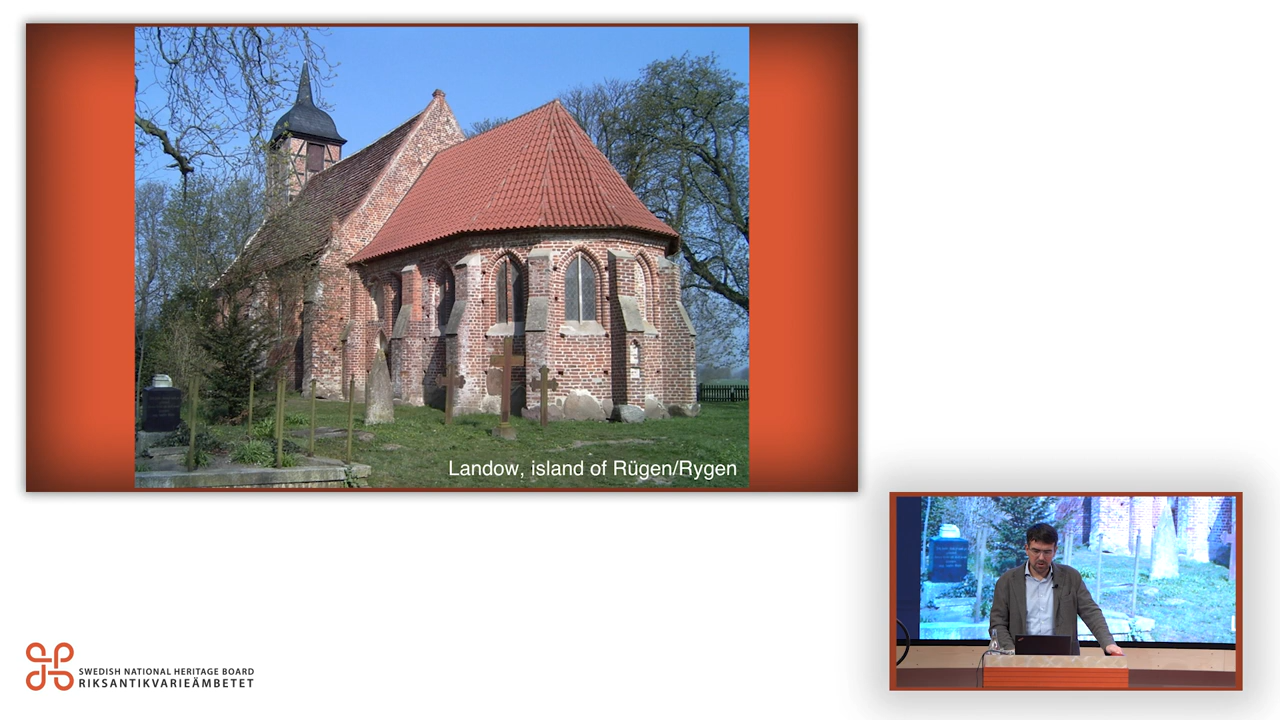 Landow, island of Rügen/Rygen
SWEDISH NATIONAL HERITAGE BOARD
RIKSANTIKVARIEÄMBETET